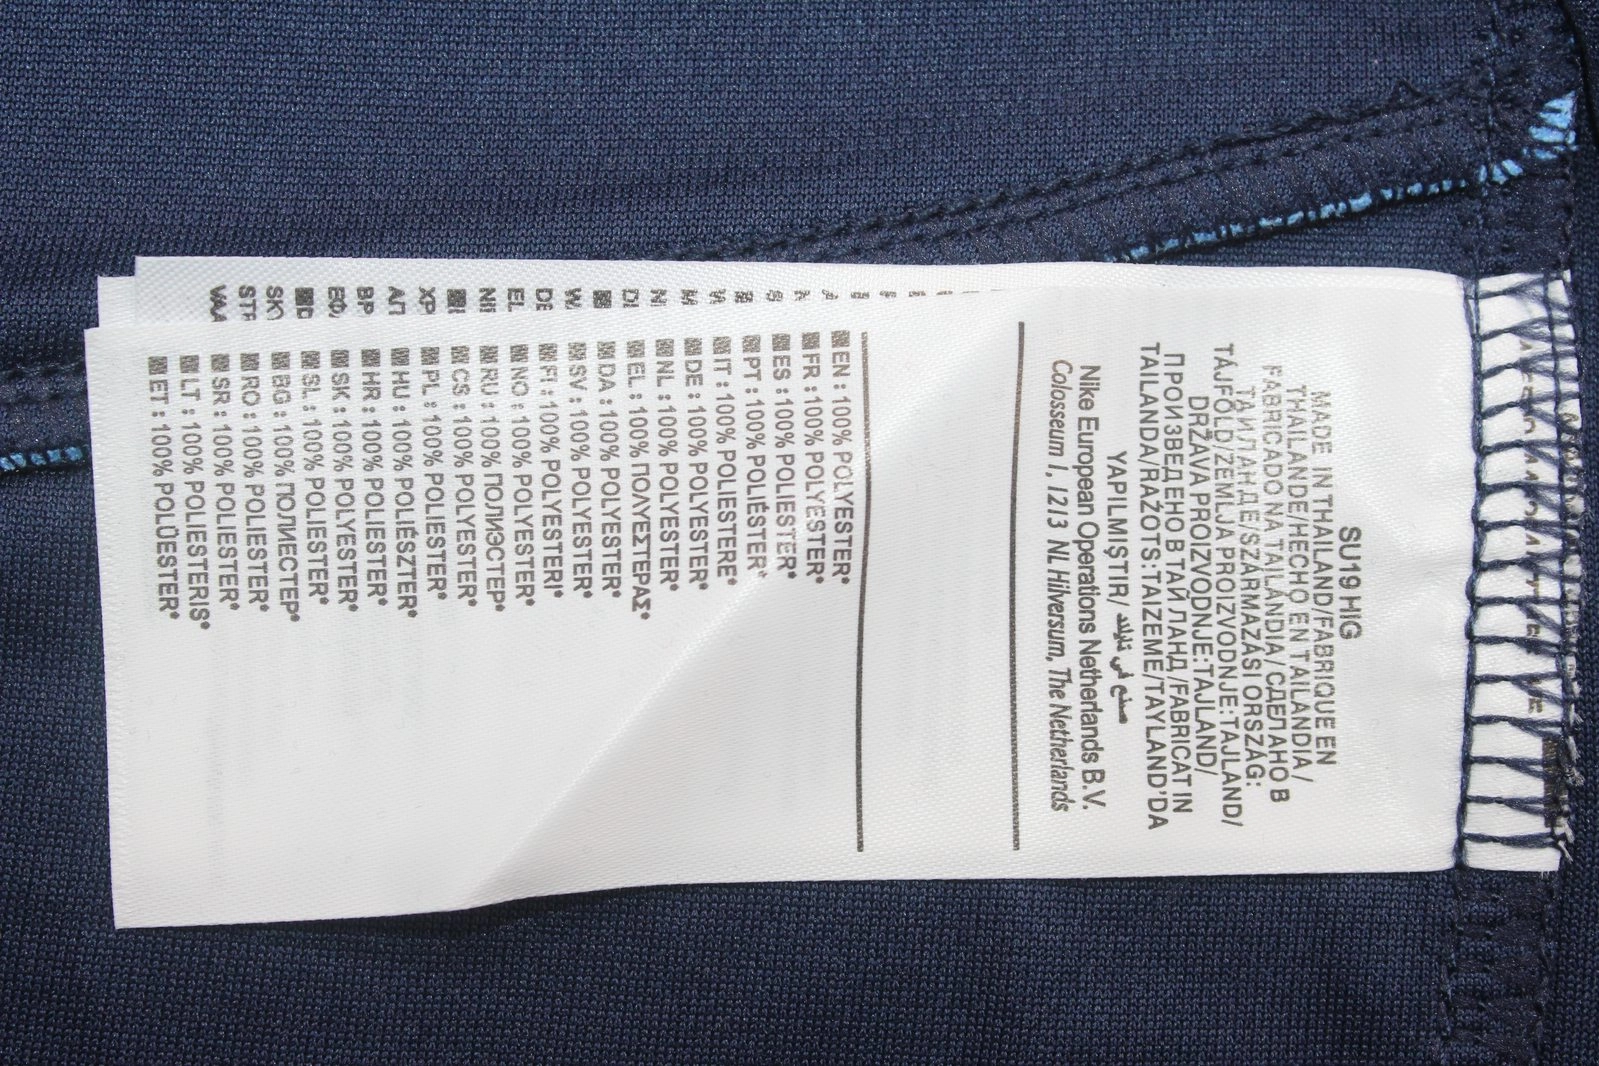 SU19 HIG
MADE IN THAILAND/FABRIQUE EN
THAILANDE/HECHO EN TAILANDIA/
FABRICADO NA TAILÂNDIA/ СДЕЛАНО В
ТАИЛАНДЕ/SZÁRMAZÁSI ORSZÁG:
TÁJFÖLD/ZEMLJA PROIZVODNJE:TAJLAND/
DRŽAVA PROIZVODNJE:TAJLAND/
ПРОИЗВЕДЕНО В ТАЙЛАНД/FABRICAT IN
TAILANDA/RAŽOTS:TAIZEME/TAYLAND'DA
YAPILMIŞTIR/ صنع في تايلند
Nike European Operations Netherlands B.V.
Colosseum 1, 1213 NL Hilversum, The Netherlands
EN : 100% POLYESTER*
FR : 100% POLYESTER*
ES : 100% POLIESTER*
PT : 100% POLIÉSTER*
IT : 100% POLIESTERE*
DE : 100% POLYESTER*
NL : 100% POLYESTER*
EL : 100% ΠΟΛΥΕΣΤΕΡΑΣ*
DA : 100% POLYESTER*
SV : 100% POLYESTER*
FI : 100% POLYESTERI*
NO : 100% POLYESTER*
RU : 100% ПОЛИЭСТЕР*
CS : 100% POLYESTER*
PL : 100% POLIESTER*
HU : 100% POLIÉSZTER*
HR : 100% POLIESTER*
SK : 100% POLYESTER*
SL : 100% POLIESTER*
BG : 100% ПОЛИЕСТЕР*
RO : 100% POLIESTER*
SR : 100% POLIESTER*
LT : 100% POLIESTERIS*
ET : 100% POLÜESTER*